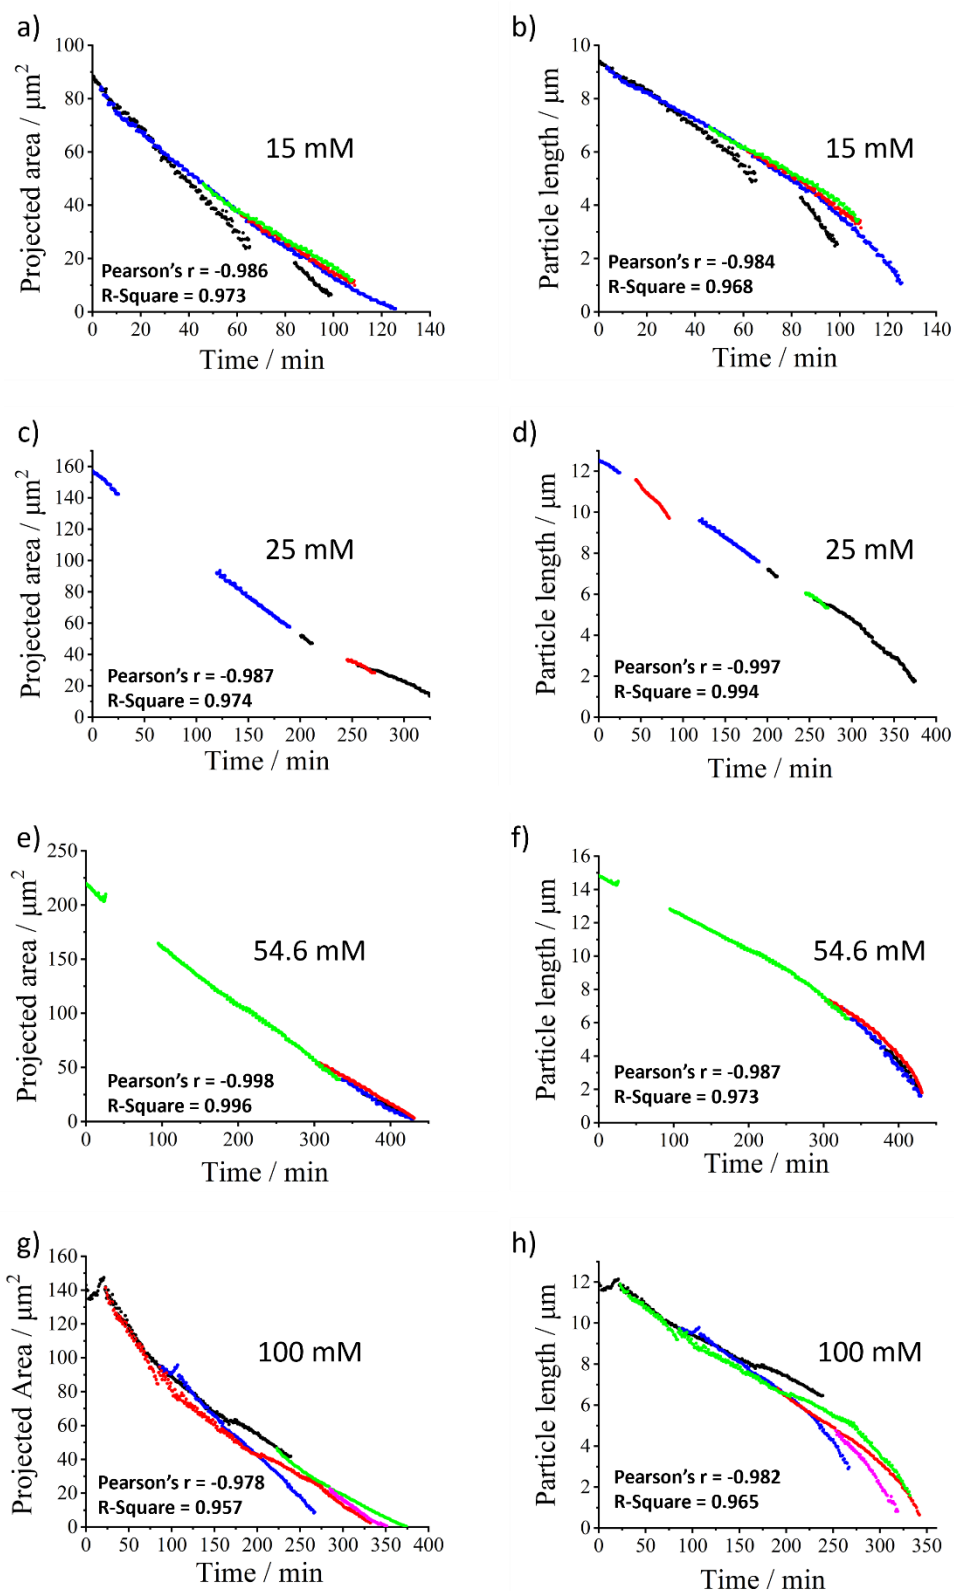 a)
b)
Projected area / μm²
100
80
60
40
20
0
15 mM
Pearson's r = -0.986
R-Square = 0.973
0 20 40 60 80 100 120 140
Time / min
Particle length / μm
10
8
6
4
2
0
15 mM
Pearson's r = -0.984
R-Square = 0.968
0 20 40 60 80 100 120 140
Time / min
c)
d)
Projected area / μm²
160
140
120
100
80
60
40
20
0
25 mM
Pearson's r = -0.987
R-Square = 0.974
0 50 100 150 200 250 300
Time / min
Particle length / μm
12
10
8
6
4
2
0
25 mM
Pearson's r = -0.997
R-Square = 0.994
0 50 100 150 200 250 300 350 400
Time / min
e)
f)
Projected area / μm²
250
200
150
100
50
0
54.6 mM
Pearson's r = -0.998
R-Square = 0.996
0 100 200 300 400
Time / min
Particle length / μm
16
14
12
10
8
6
4
2
0
54.6 mM
Pearson's r = -0.987
R-Square = 0.973
0 100 200 300 400
Time / min
g)
h)
Projected Area / μm²
160
140
120
100
80
60
40
20
0
100 mM
Pearson's r = -0.978
R-Square = 0.957
0 50 100 150 200 250 300 350 400
Time / min
Particle length / μm
12
10
8
6
4
2
0
100 mM
Pearson's r = -0.982
R-Square = 0.965
0 50 100 150 200 250 300 350
Time / min